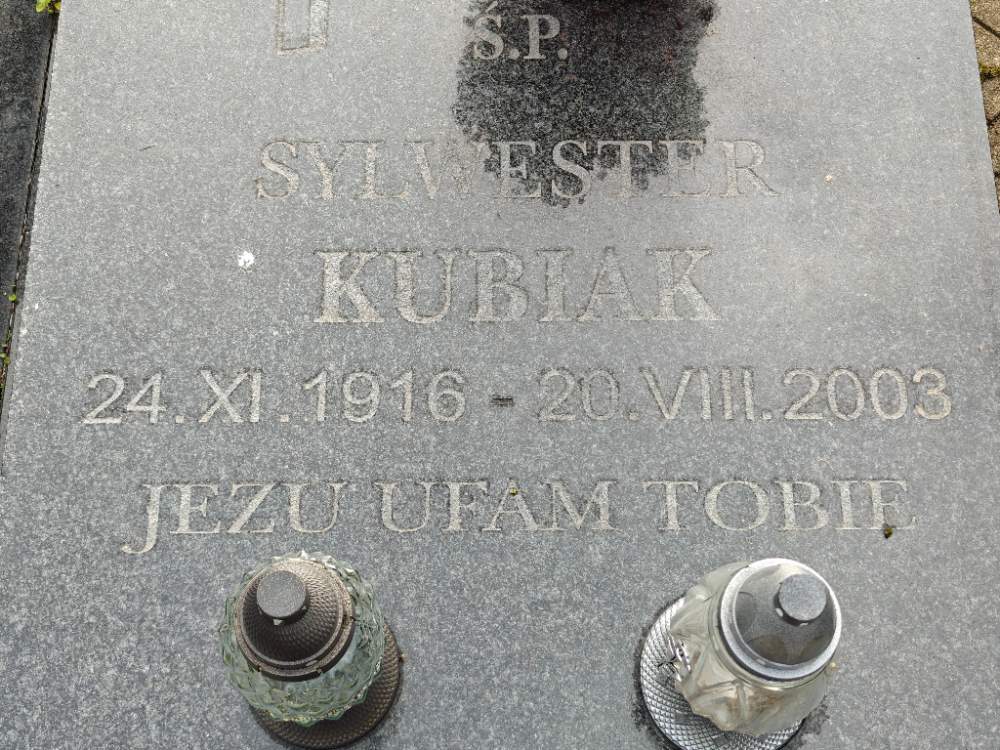 Ś.P.
SYLWESTER
KUBIAK
24.XI.1916 - 20.VIII.2003
JEZU UFAM TOBIE